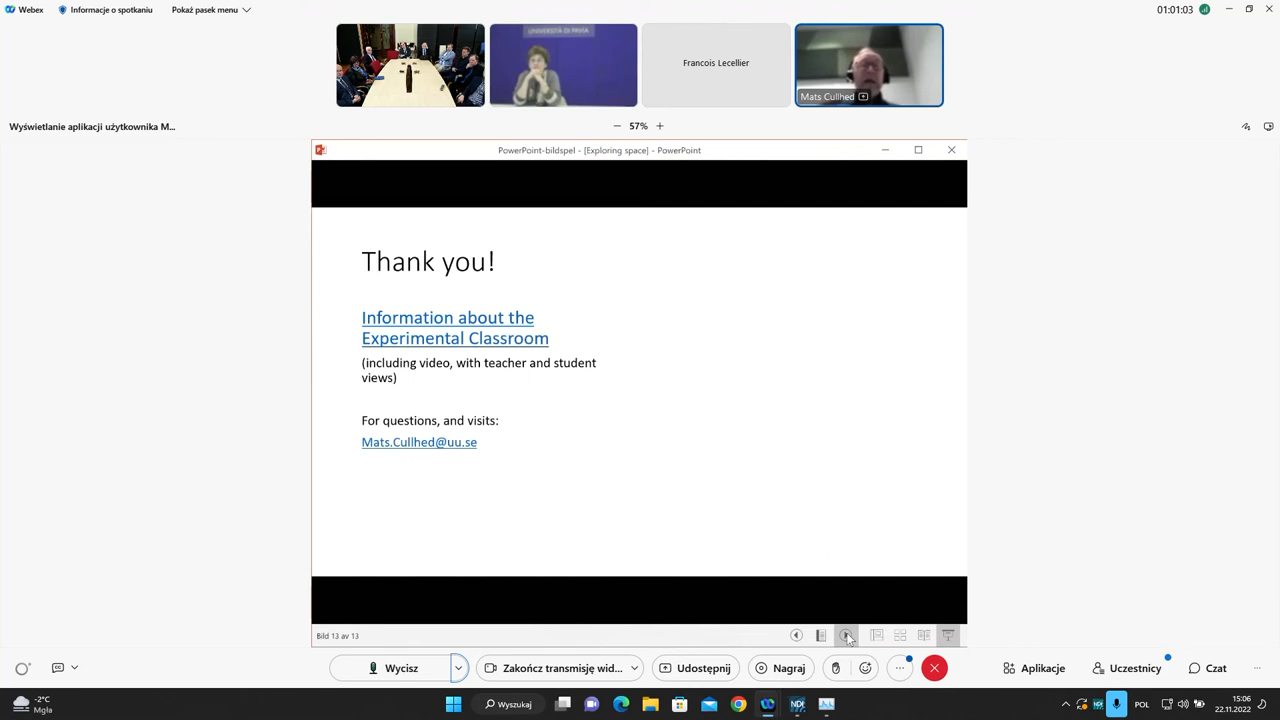 Webex
Informacje o spotkaniu
Pokaż pasek menu
01:01:03
UNIVERSITÀ DI PAVIA
Francois Lecellier
Mats Cullhed
Wyświetlanie aplikacji użytkownika M...
57%
PowerPoint-bildspel - [Exploring space] - PowerPoint
Thank you!
Information about the
Experimental Classroom
(including video, with teacher and student
views)
For questions, and visits:
Mats.Cullhed@uu.se
Bild 13 av 13
Wycisz
Zakończ transmisję wid...
Udostępnij
Nagraj
Aplikacje
Uczestnicy
Czat
-2°C
Mgła
Wyszukaj
POL
15:06
22.11.2022